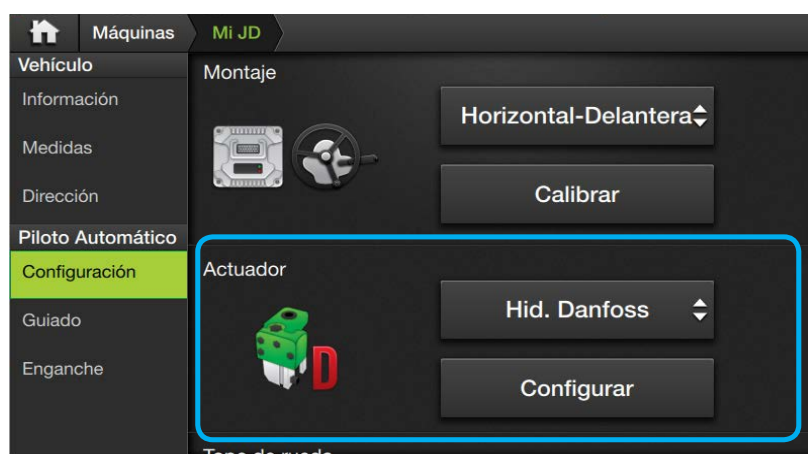 Máquinas
Mi JD
Vehículo
Información
Medidas
Dirección
Piloto Automático
Configuración
Guiado
Enganche
Montaje
Horizontal-Delantera
Calibrar
Actuador
D
Hid. Danfoss
Configurar